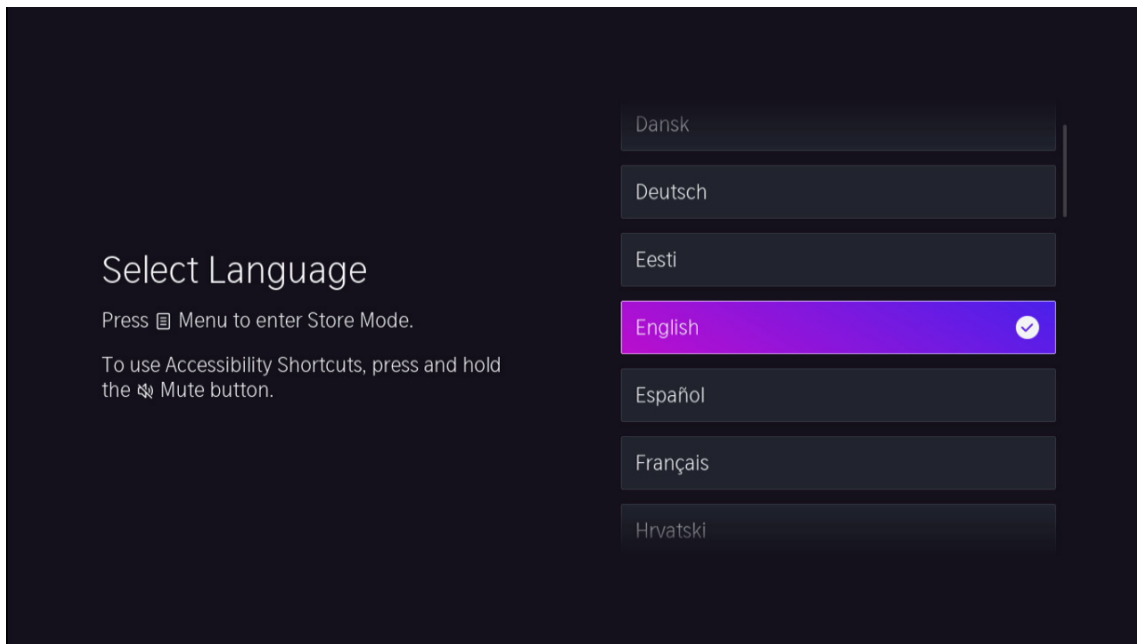 Select Language
Press Menu to enter Store Mode.
To use Accessibility Shortcuts, press and hold
the Mute button.
Dansk
Deutsch
Eesti
English
Español
Français
Hrvatski